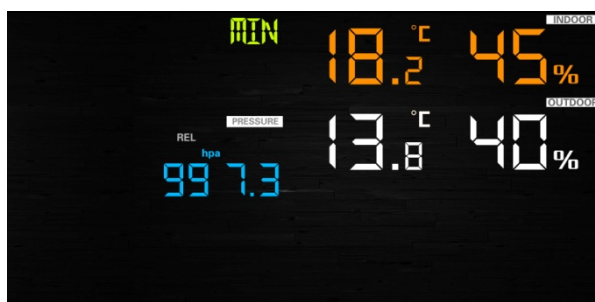 MIN
INDOOR
18.2 °C 45%
OUTDOOR
13.8 °C 40%
PRESSURE
REL
hpa
997.3